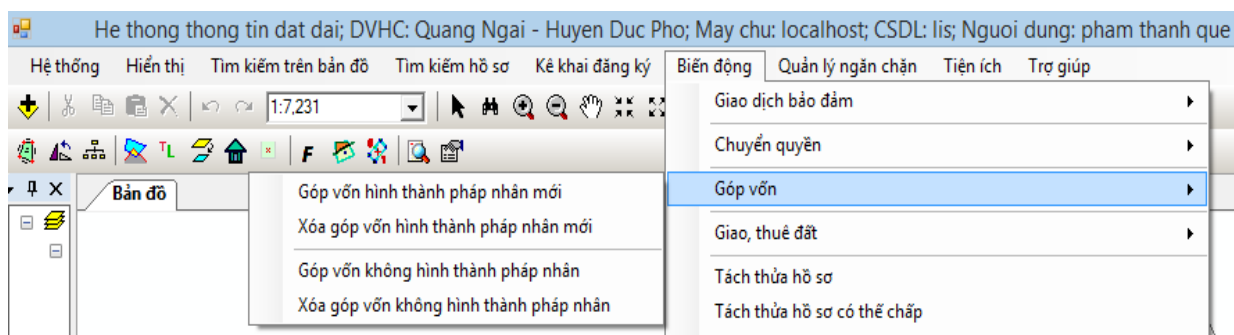 He thong thong tin dat dai; DVHC: Quang Ngai - Huyen Duc Pho; May chu: localhost; CSDL: lis; Nguoi dung: pham thanh que
Hệ thống Hiển thị Tìm kiếm trên bản đồ Tìm kiếm hồ sơ Kê khai đăng ký Biến động Quản lý ngăn chặn Tiện ích Trợ giúp
1:7,231
Giao dịch bảo đảm
TL F
Chuyển quyền
Bản đồ
Góp vốn hình thành pháp nhân mới
Góp vốn
Xóa góp vốn hình thành pháp nhân mới
Giao, thuê đất
Góp vốn không hình thành pháp nhân
Tách thửa hồ sơ
Xóa góp vốn không hình thành pháp nhân
Tách thửa hồ sơ có thế chấp